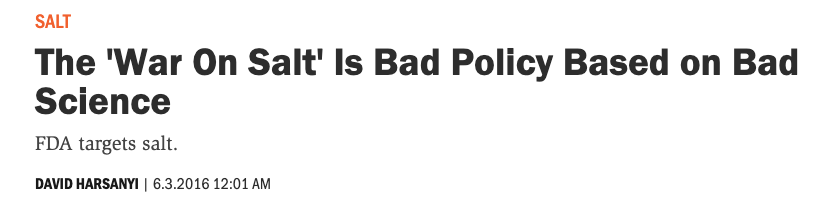 SALT
The 'War On Salt' Is Bad Policy Based on Bad
Science
FDA targets salt.
DAVID HARSANYI | 6.3.2016 12:01 AM